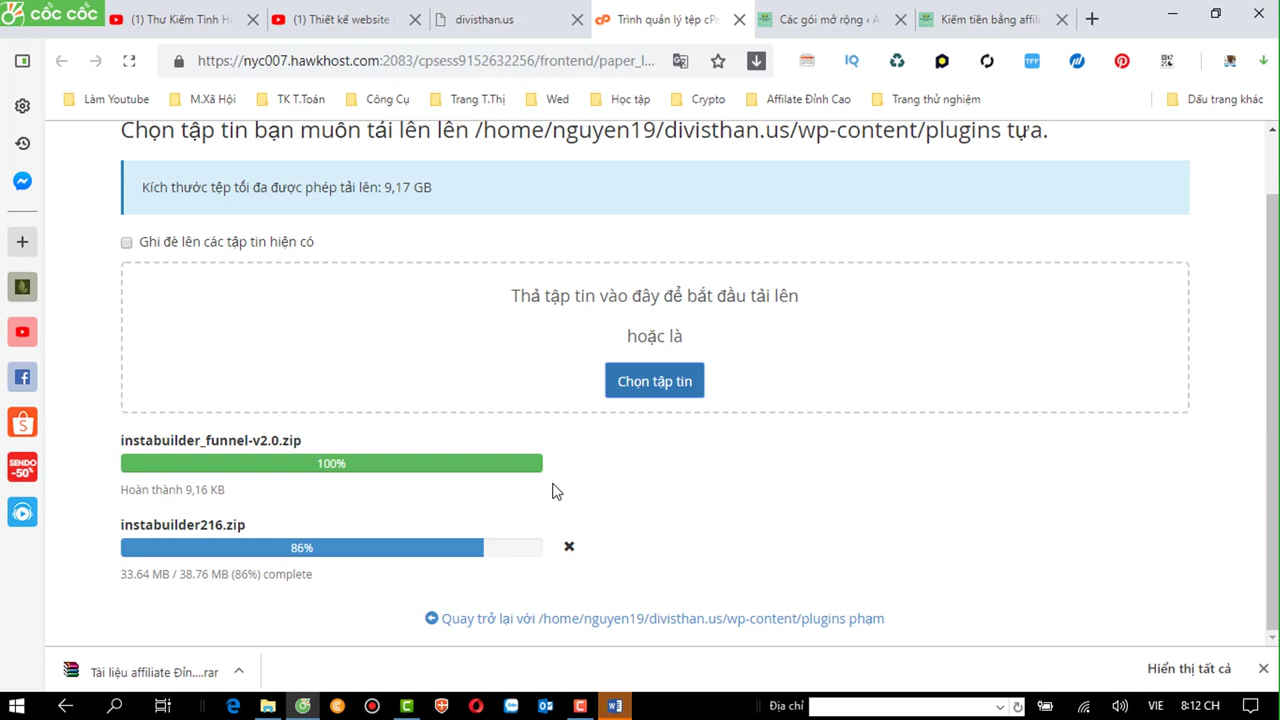 cốc cốc
(1) Thư Kiếm Tình H
(1) Thiết kế website
divisthan.us
Trình quản lý tệp cPa
Các gói mở rộng ‹ A
Kiếm tiền bằng affili
https://nyc007.hawkhost.com:2083/cpsess9152632256/frontend/paper_l...
IQ
TFF
Làm Youtube
M.Xã Hội
TK T.Toán
Công Cụ
Trang T.Thị
Wed
Học tập
Crypto
Affilate Đỉnh Cao
Trang thử nghiệm
Dấu trang khác
Chọn tập tin bạn muốn tải lên lên /home/nguyen19/divisthan.us/wp-content/plugins tựa.
Kích thước tệp tối đa được phép tải lên: 9,17 GB
Ghi đè lên các tập tin hiện có
Thả tập tin vào đây để bắt đầu tải lên
hoặc là
Chọn tập tin
instabuilder_funnel-v2.0.zip
100%
Hoàn thành 9,16 KB
instabuilder216.zip
86%
33.64 MB / 38.76 MB (86%) complete
Quay trở lại với /home/nguyen19/divisthan.us/wp-content/plugins phạm
SENDO
-50%
Tài liệu affiliate Đỉn....rar
Hiển thị tất cả
Địa chỉ
VIE
8:12 CH